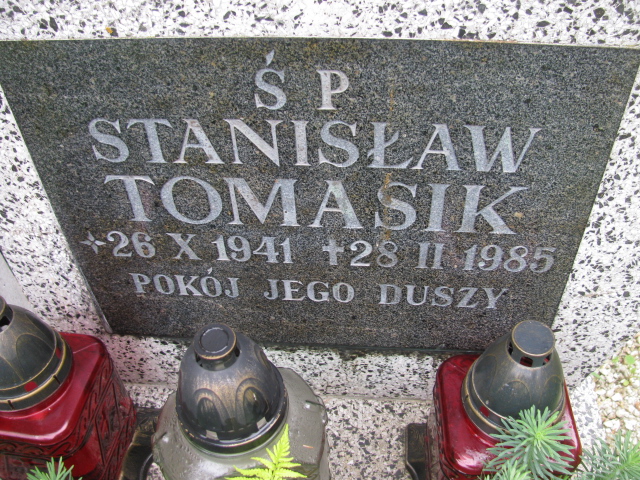 Ś P
STANISŁAW
TOMASIK
26 X 1941 †28 II 1985
POKÓJ JEGO DUSZY